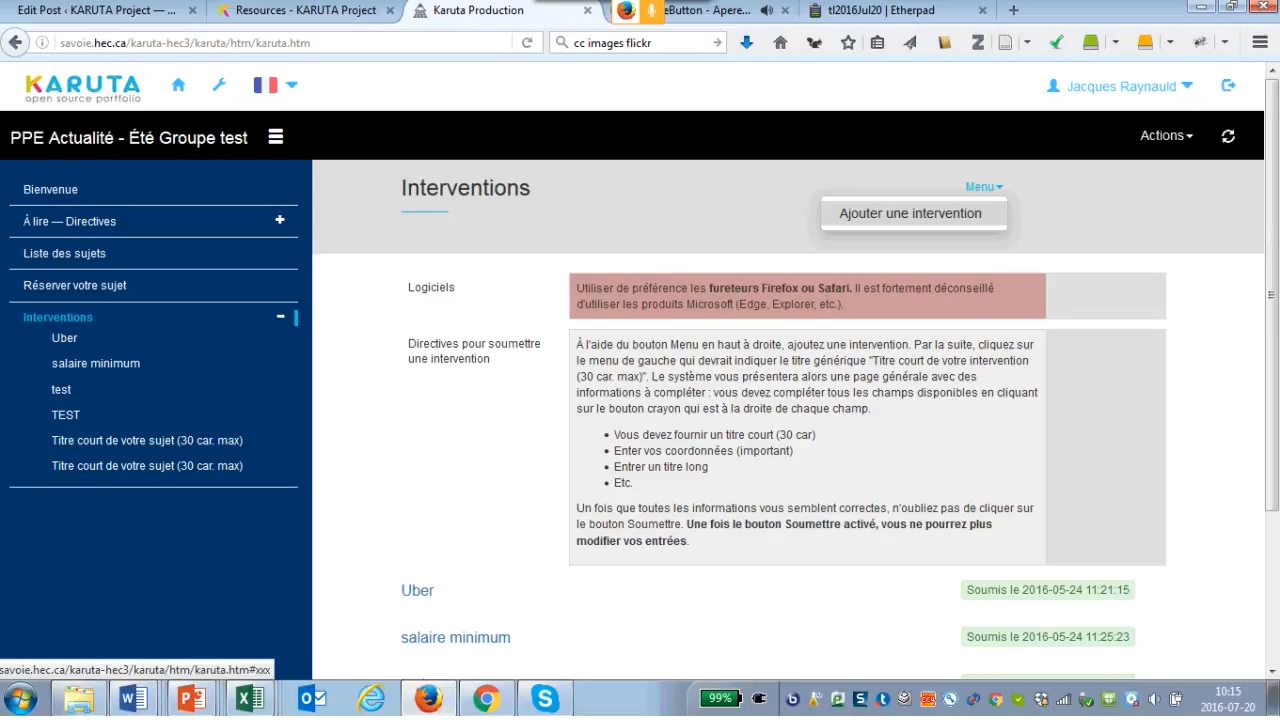 Edit Post ‹ KARUTA Project — ...
Resources - KARUTA Project
Karuta Production
eButton - Apere...
tl2016Jul20 | Etherpad
savoie.hec.ca/karuta-hec3/karuta/htm/karuta.htm
cc images flickr
KARUTA
open source portfolio
Jacques Raynauld
PPE Actualité - Été Groupe test
Actions
Bienvenue
À lire — Directives
Liste des sujets
Réserver votre sujet
Interventions
Uber
salaire minimum
test
TEST
Titre court de votre sujet (30 car. max)
Titre court de votre sujet (30 car. max)
Interventions
Menu
Ajouter une intervention
Logiciels
Utiliser de préférence les fureteurs Firefox ou Safari. Il est fortement déconseillé
d'utiliser les produits Microsoft (Edge, Explorer, etc.).
Directives pour soumettre
une intervention
À l'aide du bouton Menu en haut à droite, ajoutez une intervention. Par la suite, cliquez sur
le menu de gauche qui devrait indiquer le titre générique "Titre court de votre intervention
(30 car. max)". Le système vous présentera alors une page générale avec des
informations à compléter : vous devez compléter tous les champs disponibles en cliquant
sur le bouton crayon qui est à la droite de chaque champ.
• Vous devez fournir un titre court (30 car)
• Enter vos coordonnées (important)
• Entrer un titre long
• Etc.
Un fois que toutes les informations vous semblent correctes, n'oubliez pas de cliquer sur
le bouton Soumettre. Une fois le bouton Soumettre activé, vous ne pourrez plus
modifier vos entrées.
Uber
Soumis le 2016-05-24 11:21:15
salaire minimum
Soumis le 2016-05-24 11:25:23
savoie.hec.ca/karuta-hec3/karuta/htm/karuta.htm#xxx
99%
10:15
2016-07-20